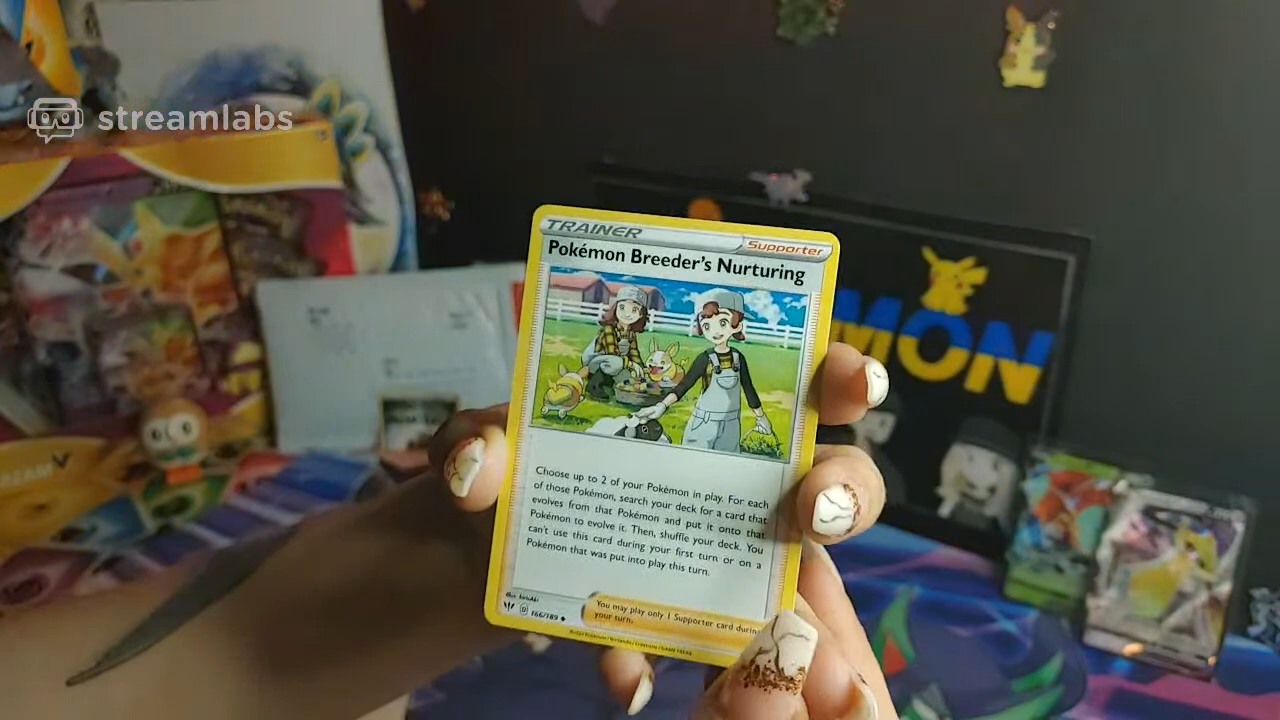 streamlabs
TRAINER
Supporter
Pokémon Breeder's Nurturing
Choose up to 2 of your Pokémon in play. For each
of those Pokémon, search your deck for a card that
evolves from that Pokémon and put it onto that
Pokémon to evolve it. Then, shuffle your deck. You
can't use this card during your first turn or on a
Pokémon that was put into play this turn.
You may play only 1 Supporter card during
your turn.
D
166/189
MON
V